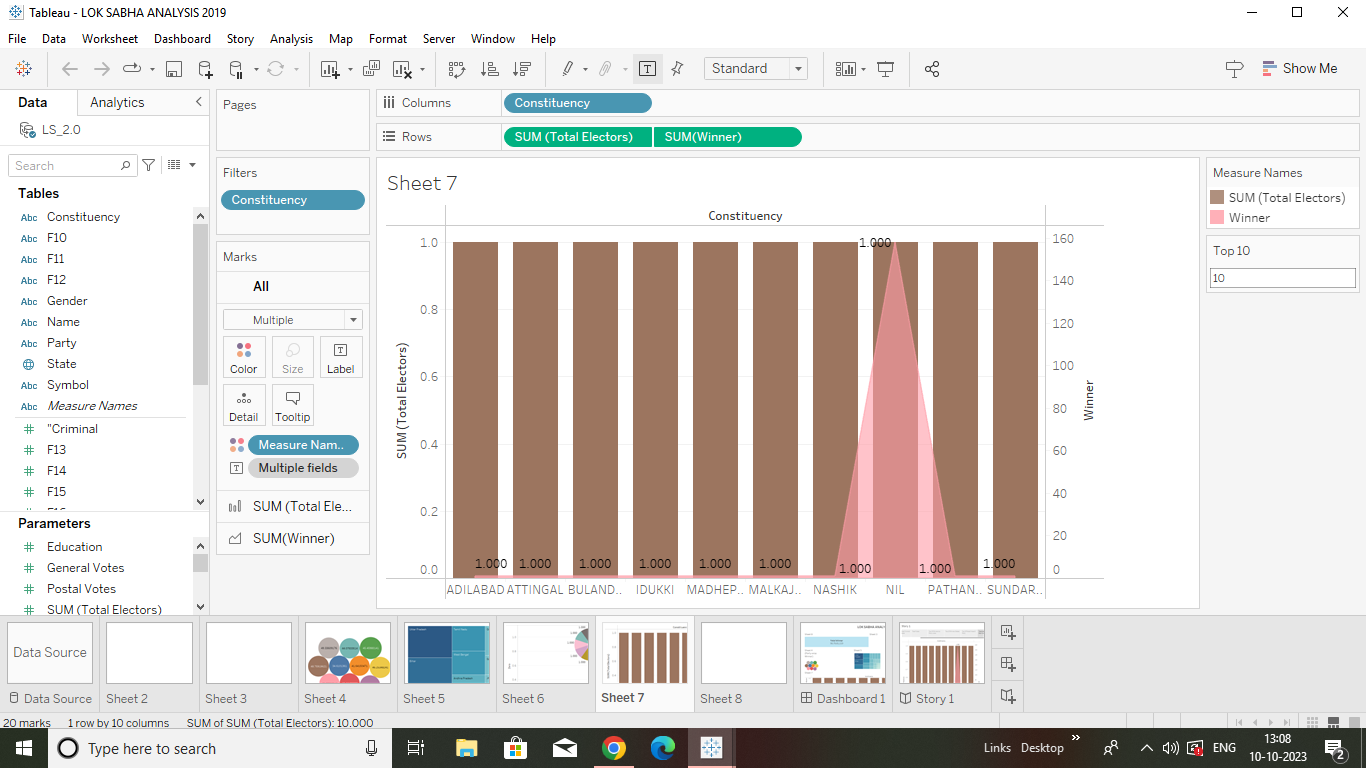 Tableau - LOK SABHA ANALYSIS 2019
File Data Worksheet Dashboard Story Analysis Map Format Server Window Help
Standard
Show Me
Data Analytics
LS_2.0
Search
Tables
Abc Constituency
Abc F10
Abc F11
Abc F12
Abc Gender
Abc Name
Abc Party
State
Abc Symbol
Abc Measure Names
# "Criminal
# F13
# F14
# F15
Parameters
# Education
# General Votes
# Postal Votes
# SUM (Total Electors)
Pages
Filters
Constituency
Marks
All
Multiple
Color Size Label
Detail Tooltip
Measure Nam..
Multiple fields
SUM (Total Ele...
SUM(Winner)
Columns Constituency
Rows SUM (Total Electors) SUM(Winner)
Sheet 7
Constituency
SUM (Total Electors)
1.0
0.8
0.6
0.4
0.2
0.0
1.000
1.000 1.000 1.000 1.000 1.000 1.000 1.000 1.000 1.000
160
140
120
100
80
60
40
20
0
Winner
ADILABAD ATTINGAL BULAND.. IDUKKI MADHEP.. MALKAJ.. NASHIK NIL PATHAN.. SUNDAR..
Measure Names
SUM (Total Electors)
Winner
Top 10
10
Data Source
Data Source Sheet 2 Sheet 3 Sheet 4 Sheet 5 Sheet 6 Sheet 7 Sheet 8 Dashboard 1 Story 1
20 marks 1 row by 10 columns SUM of SUM (Total Electors): 10.000
Type here to search
Links Desktop
ENG
13:08
10-10-2023
2